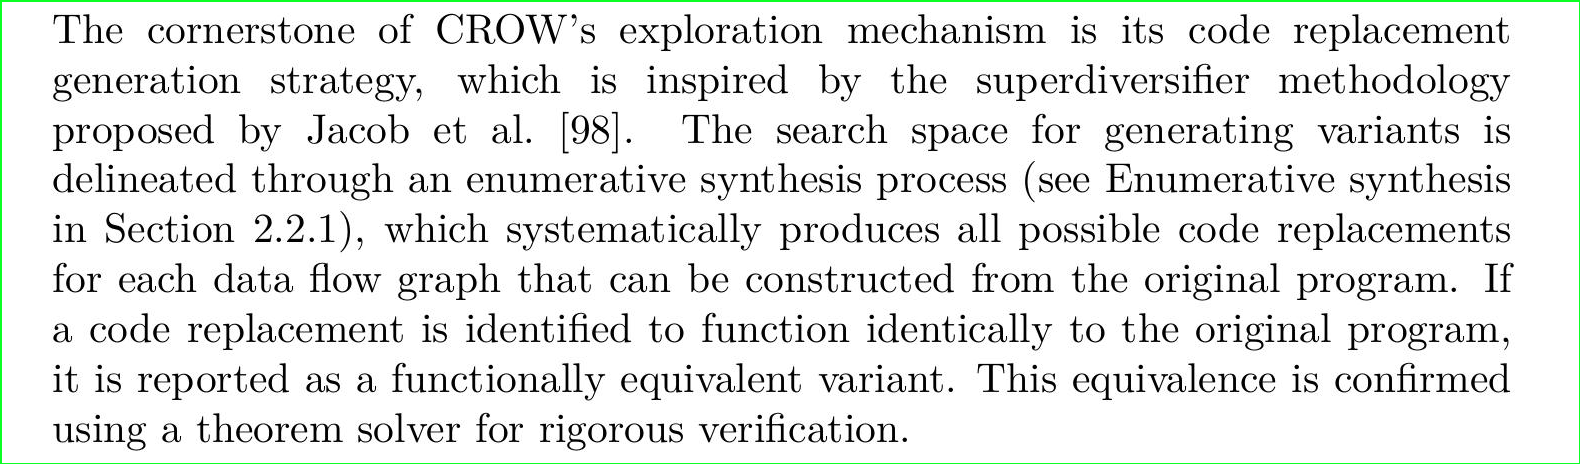 The cornerstone of CROW's exploration mechanism is its code replacement
generation strategy, which is inspired by the superdiversifier methodology
proposed by Jacob et al. [98]. The search space for generating variants is
delineated through an enumerative synthesis process (see Enumerative synthesis
in Section 2.2.1), which systematically produces all possible code replacements
for each data flow graph that can be constructed from the original program. If
a code replacement is identified to function identically to the original program,
it is reported as a functionally equivalent variant. This equivalence is confirmed
using a theorem solver for rigorous verification.